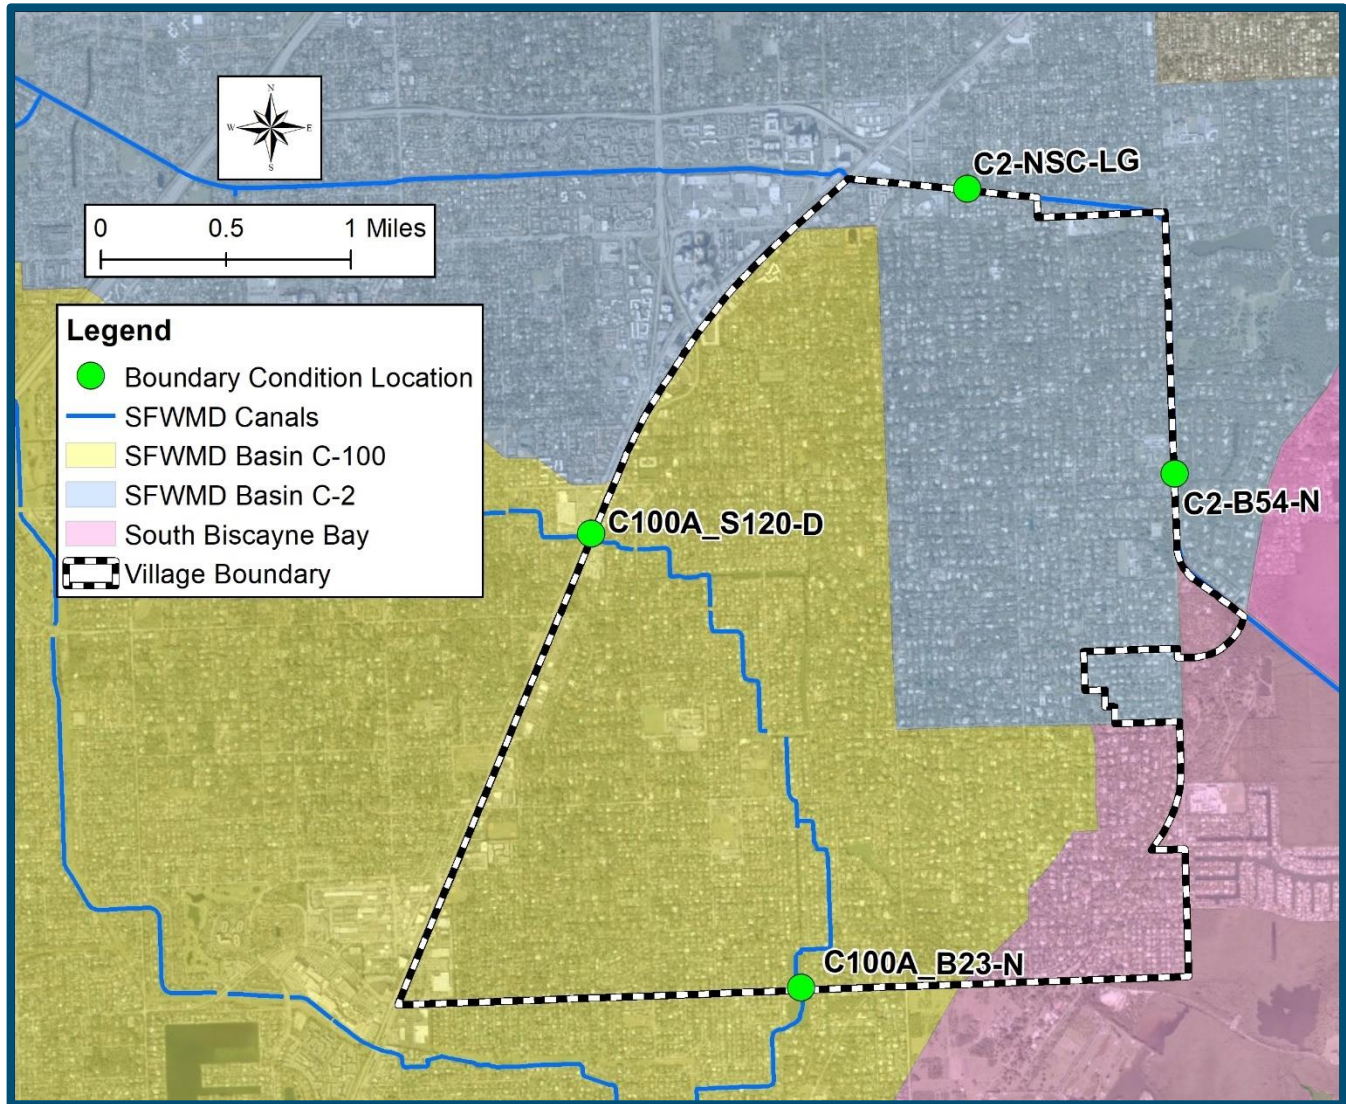 N
W E
S
C2-NSC-LG
0 0.5 1 Miles
Legend
Boundary Condition Location
SFWMD Canals
SFWMD Basin C-100
SFWMD Basin C-2
South Biscayne Bay
Village Boundary
C2-B54-N
C100A_S120-D
C100A_B23-N